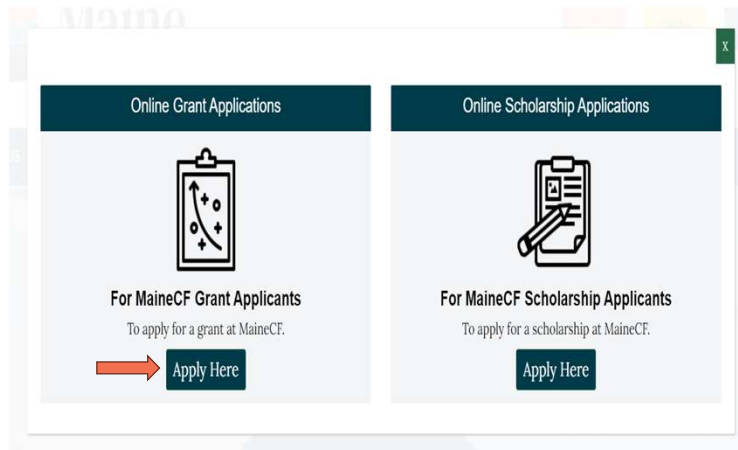 Maine
X
Online Grant Applications
For MaineCF Grant Applicants
To apply for a grant at MaineCF.
Apply Here
Online Scholarship Applications
For MaineCF Scholarship Applicants
To apply for a scholarship at MaineCF.
Apply Here